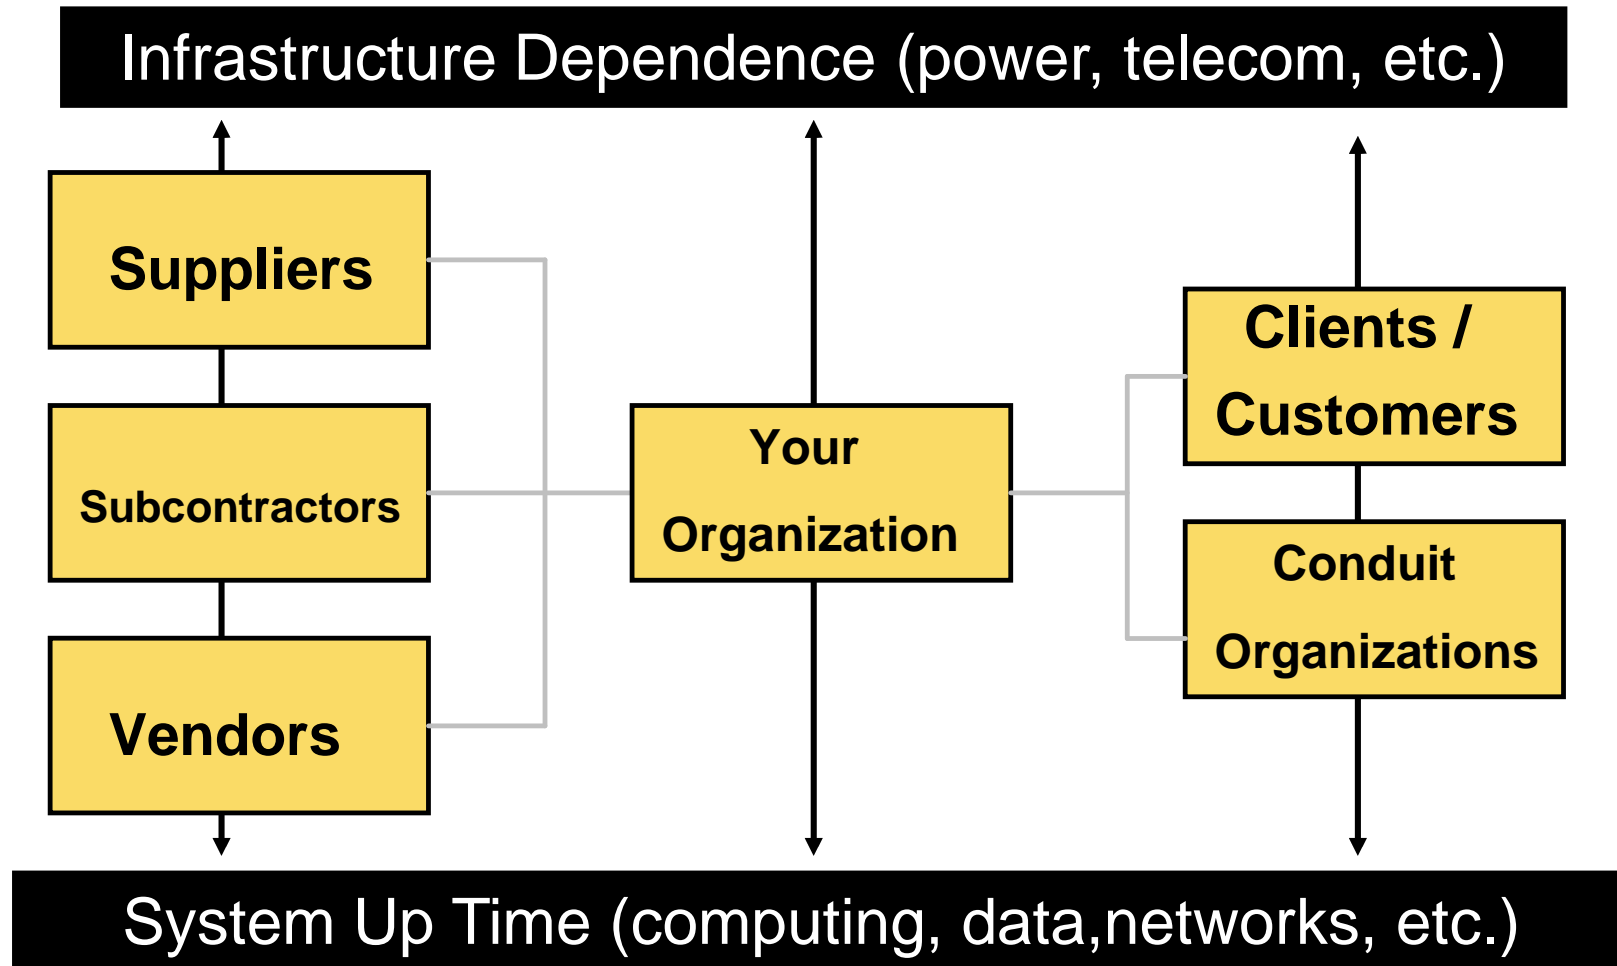 Infrastructure Dependence (power, telecom, etc.)
Suppliers
Subcontractors
Vendors
Your
Organization
Clients /
Customers
Conduit
Organizations
System Up Time (computing, data,networks, etc.)